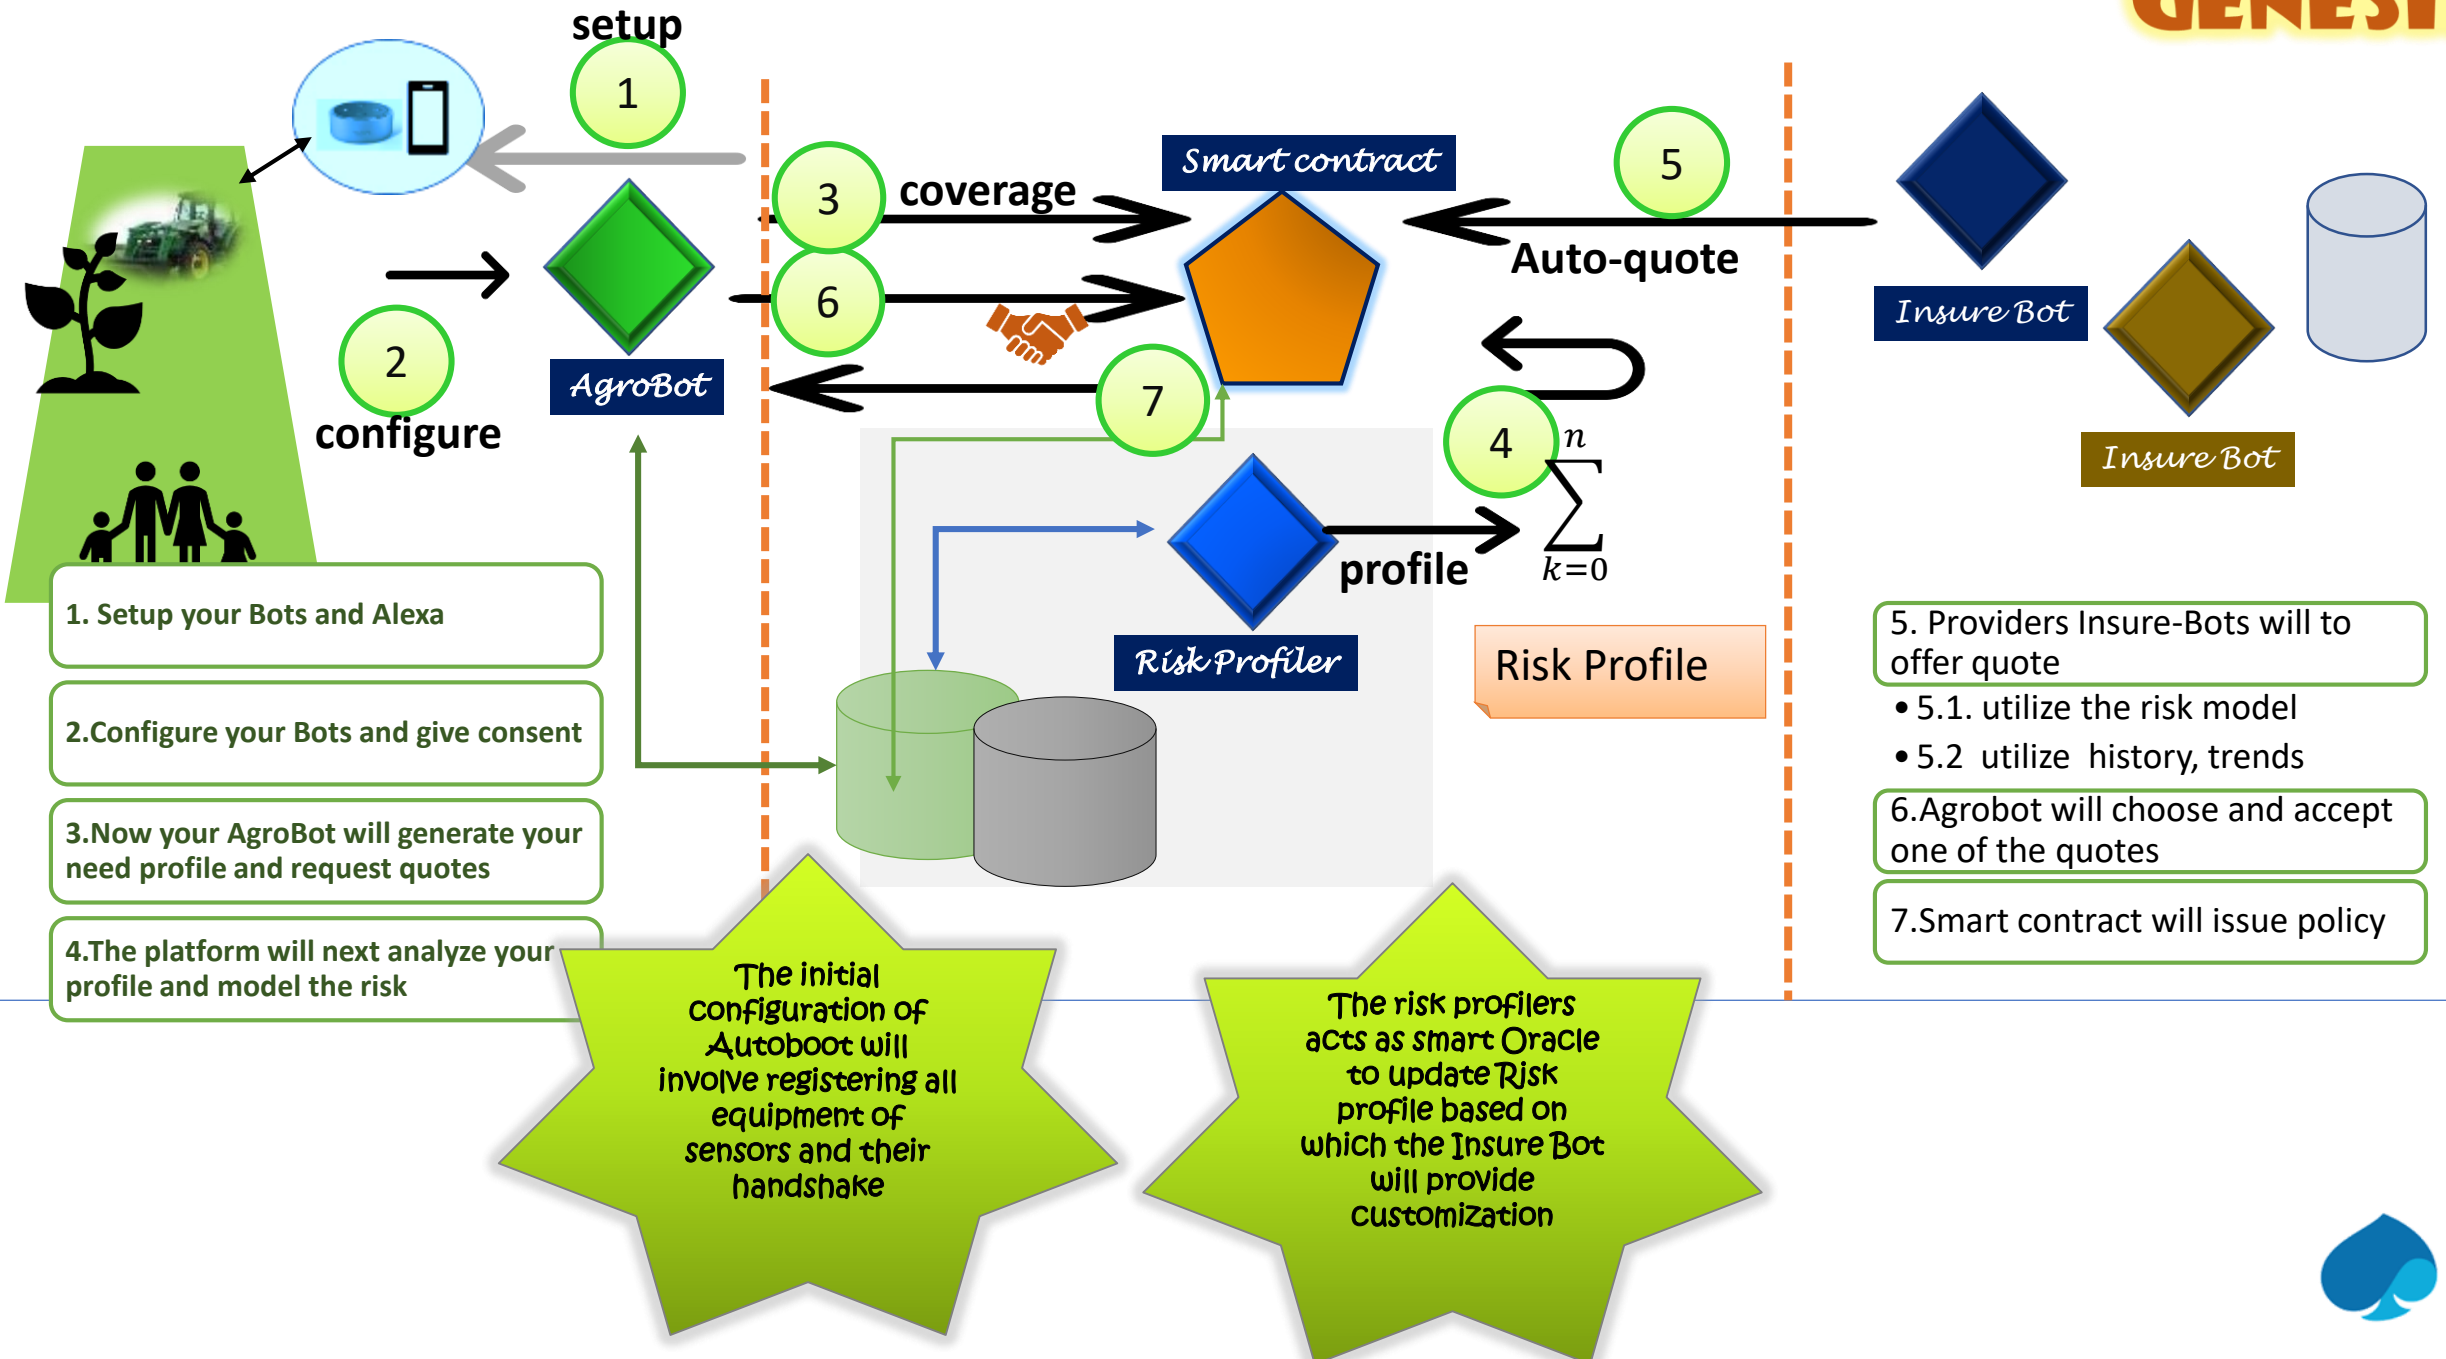 GENESI
setup
1
3
coverage
Smart contract
5
Auto-quote
6
2
configure
AgroBot
7
Insure Bot
Insure Bot
4
n
∑
k=0
profile
Risk Profiler
Risk Profile
1. Setup your Bots and Alexa
2.Configure your Bots and give consent
3.Now your AgroBot will generate your
need profile and request quotes
4.The platform will next analyze your
profile and model the risk
5. Providers Insure-Bots will to
offer quote
• 5.1. utilize the risk model
• 5.2 utilize history, trends
6.Agrobot will choose and accept
one of the quotes
7.Smart contract will issue policy
The initial
configuration of
Autoboot will
involve registering all
equipment of
sensors and their
handshake
The risk profilers
acts as smart Oracle
to update Risk
profile based on
which the Insure Bot
will provide
customization